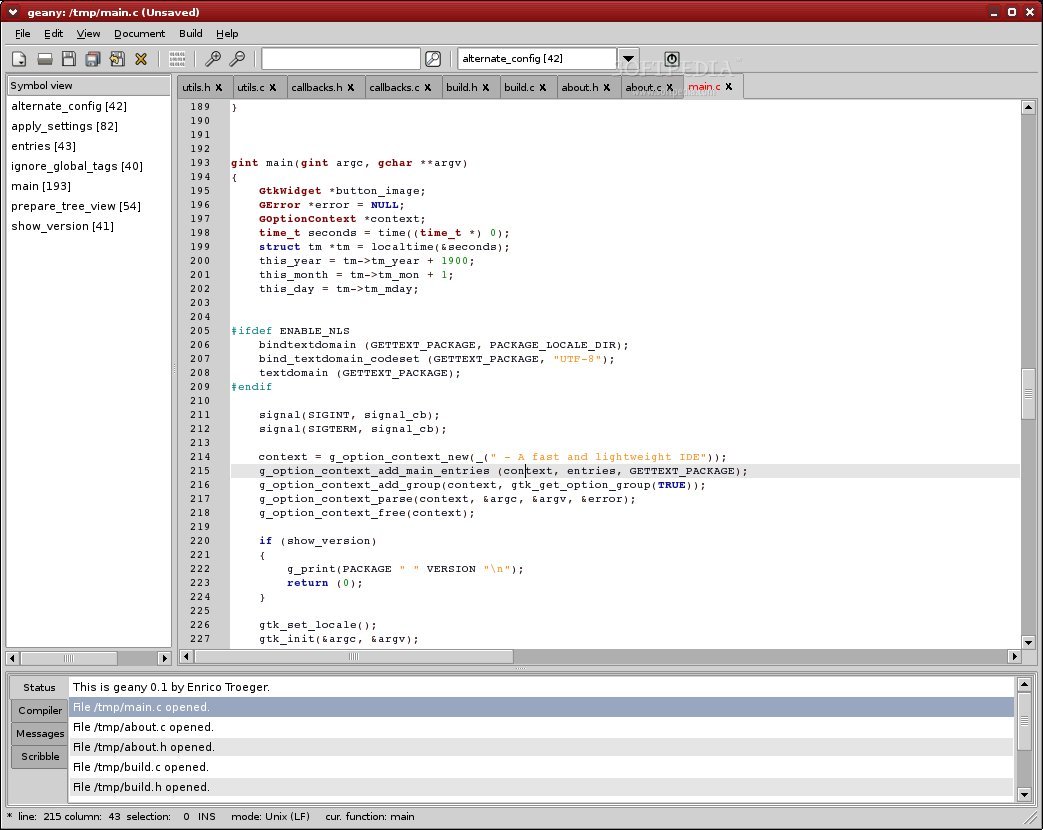 geany: /tmp/main.c (Unsaved)
File Edit View Document Build Help
alternate_config [42]
SOFTPEDIA
Symbol view
alternate_config [42]
apply_settings [82]
entries [43]
ignore_global_tags [40]
main [193]
prepare_tree_view [54]
show_version [41]
utils.h utils.c callbacks.h callbacks.c build.h build.c about.h about.c main.c
189 }
190
191
192
193 gint main(gint argc, gchar **argv)
194 {
195     GtkWidget *button_image;
196     GError *error = NULL;
197     GOptionContext *context;
198     time_t seconds = time((time_t *) 0);
199     struct tm *tm = localtime(&seconds);
200     this_year = tm->tm_year + 1900;
201     this_month = tm->tm_mon + 1;
202     this_day = tm->tm_mday;
203
204
205 #ifdef ENABLE_NLS
206     bindtextdomain (GETTEXT_PACKAGE, PACKAGE_LOCALE_DIR);
207     bind_textdomain_codeset (GETTEXT_PACKAGE, "UTF-8");
208     textdomain (GETTEXT_PACKAGE);
209 #endif
210
211     signal(SIGINT, signal_cb);
212     signal(SIGTERM, signal_cb);
213
214     context = g_option_context_new(_(" - A fast and lightweight IDE"));
215     g_option_context_add_main_entries (context, entries, GETTEXT_PACKAGE);
216     g_option_context_add_group(context, gtk_get_option_group(TRUE));
217     g_option_context_parse(context, &argc, &argv, &error);
218     g_option_context_free(context);
219
220     if (show_version)
221     {
222         g_print(PACKAGE " " VERSION "\n");
223         return (0);
224     }
225
226     gtk_set_locale();
227     gtk_init(&argc, &argv);
Status
Compiler
Messages
Scribble
This is geany 0.1 by Enrico Troeger.
File /tmp/main.c opened.
File /tmp/about.c opened.
File /tmp/about.h opened.
File /tmp/build.c opened.
File /tmp/build.h opened.
* line: 215 column: 43 selection: 0 INS mode: Unix (LF) cur. function: main